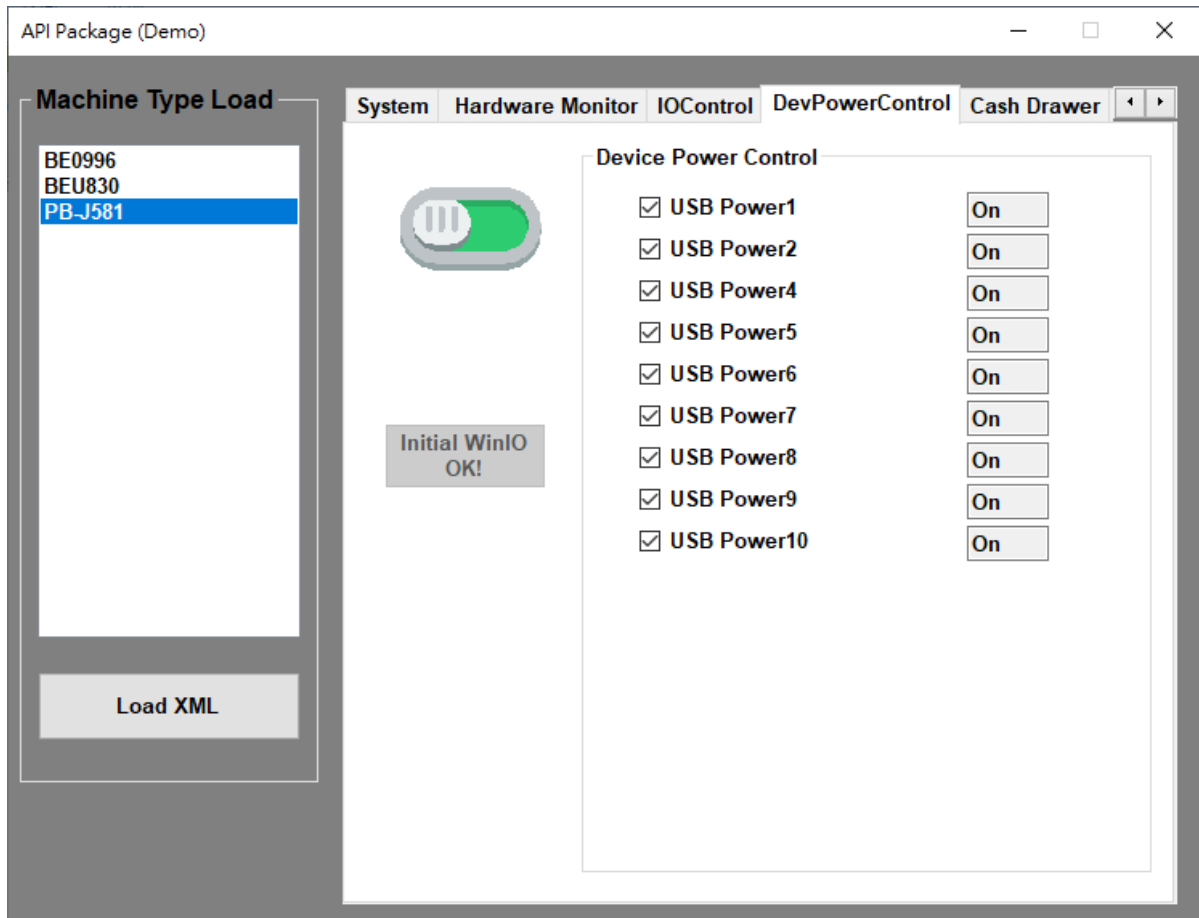 API Package (Demo)
Machine Type Load
BE0996
BEU830
PB-J581
Load XML
System Hardware Monitor IOControl DevPowerControl Cash Drawer
Initial WinIO
OK!
Device Power Control
USB Power1 On
USB Power2 On
USB Power4 On
USB Power5 On
USB Power6 On
USB Power7 On
USB Power8 On
USB Power9 On
USB Power10 On